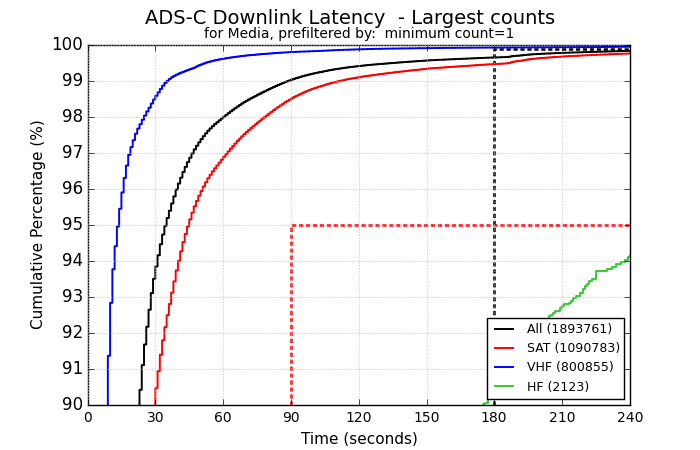 ADS-C Downlink Latency  - Largest counts
for Media, prefiltered by:  minimum count=1
Cumulative Percentage (%)
100
99
98
97
96
95
94
93
92
91
90
All (1893761)
SAT (1090783)
VHF (800855)
HF (2123)
0 30 60 90 120 150 180 210 240
Time (seconds)